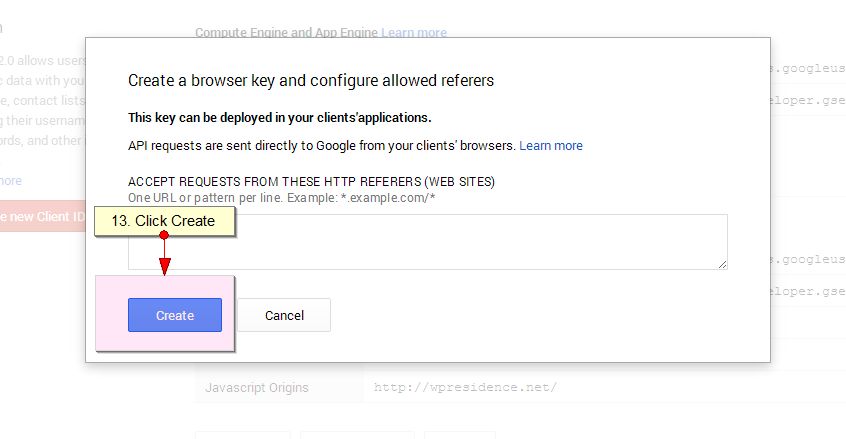 n
Compute Engine and App Engine Learn more
2.0 allows users
c data with you
e, contact lists
g their usernam
ords, and other i
more
e new Client ID
s.googleus
eloper.gse
Create a browser key and configure allowed referers
This key can be deployed in your clients'applications.
API requests are sent directly to Google from your clients' browsers. Learn more
ACCEPT REQUESTS FROM THESE HTTP REFERERS (WEB SITES)
One URL or pattern per line. Example: *.example.com/*
13. Click Create
Create
Cancel
s.googleus
eloper.gse
Javascript Origins
http://wpresidence.net/